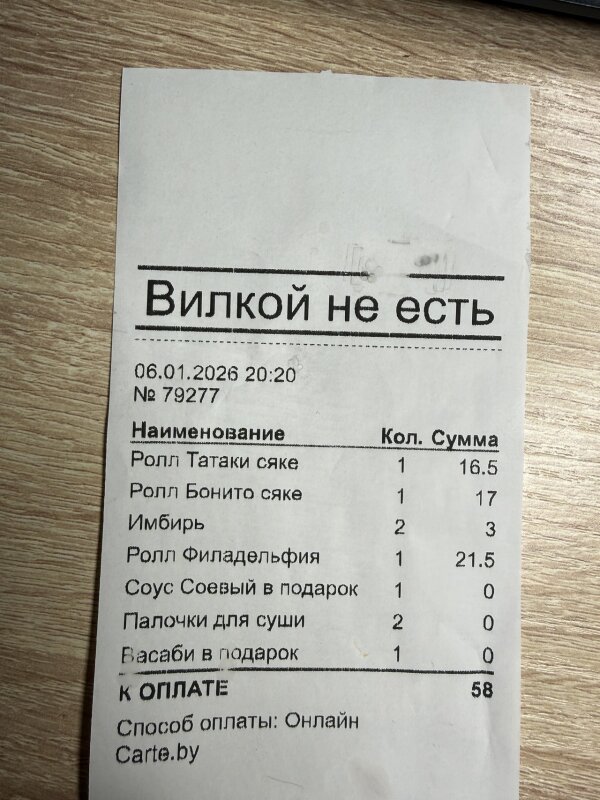 Вилкой не есть
06.01.2026 20:20
№ 79277
Наименование Кол. Сумма
Ролл Татаки сяке 1 16.5
Ролл Бонито сяке 1 17
Имбирь 2 3
Ролл Филадельфия 1 21.5
Соус Соевый в подарок 1 0
Палочки для суши 2 0
Васаби в подарок 1 0
К ОПЛАТЕ 58
Способ оплаты: Онлайн
Carte.by